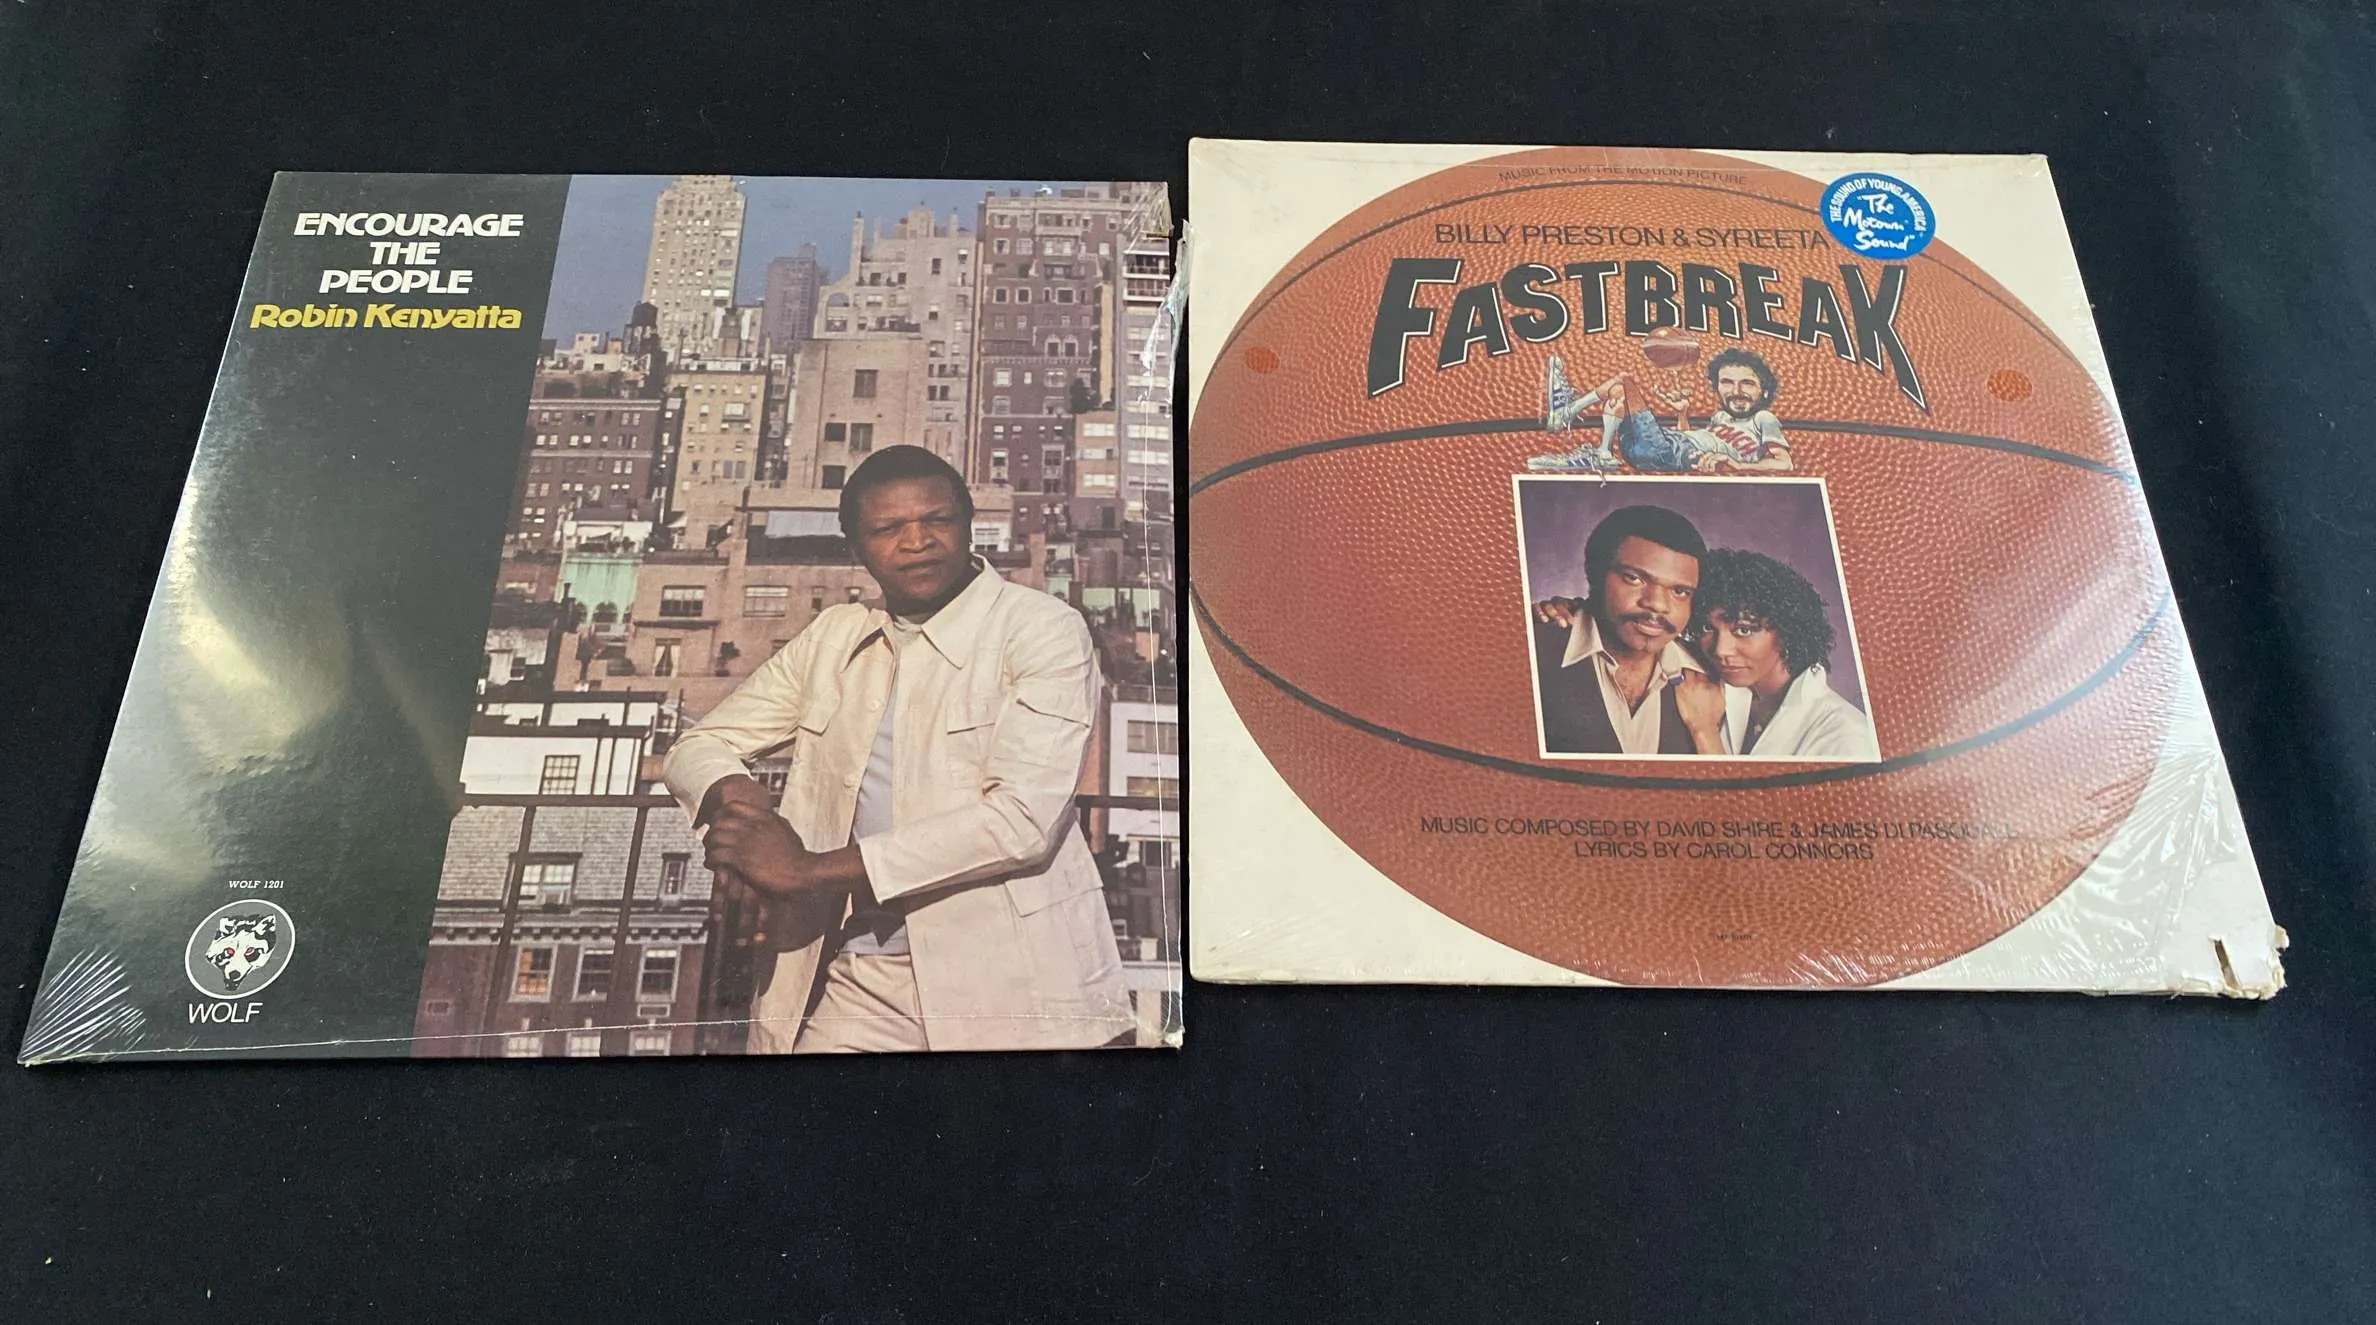 ENCOURAGE
THE
PEOPLE
Robin Kenyatta
WOLF 1201
WOLF
MUSIC FROM THE MOTION PICTURE
BILLY PRESTON & SYREETA
THE SOUND OF YOUNG AMERICA
"The
Motown
Sound"
FASTBREAK
COACH
MUSIC COMPOSED BY DAVID SHIRE & JAMES DI PASQUALE
LYRICS BY CAROL CONNORS